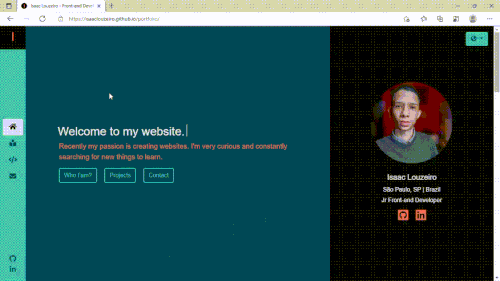 Isaac Louzeiro - Front-end Devel
https://isaaclouzeiro.github.io/portfolio/
Welcome to my website.
Recently my passion is creating websites. I'm very curious and constantly
searching for new things to learn.
Who I am?
Projects
Contact
Isaac Louzeiro
São Paulo, SP | Brazil
Jr Front-end Developer